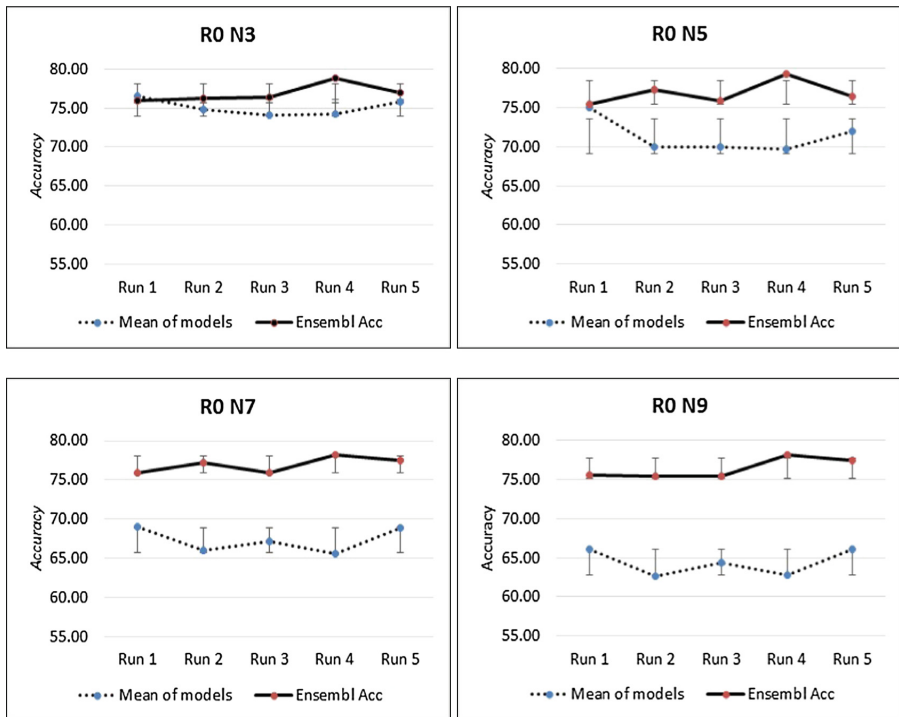 R0 N3
80.00
75.00
70.00
65.00
60.00
55.00
Accuracy
Run 1 Run 2 Run 3 Run 4 Run 5
Mean of models Ensembl Acc
R0 N5
80.00
75.00
70.00
65.00
60.00
55.00
Accuracy
Run 1 Run 2 Run 3 Run 4 Run 5
Mean of models Ensembl Acc
R0 N7
80.00
75.00
70.00
65.00
60.00
55.00
Accuracy
Run 1 Run 2 Run 3 Run 4 Run 5
Mean of models Ensembl Acc
R0 N9
80.00
75.00
70.00
65.00
60.00
55.00
Accuracy
Run 1 Run 2 Run 3 Run 4 Run 5
Mean of models Ensembl Acc